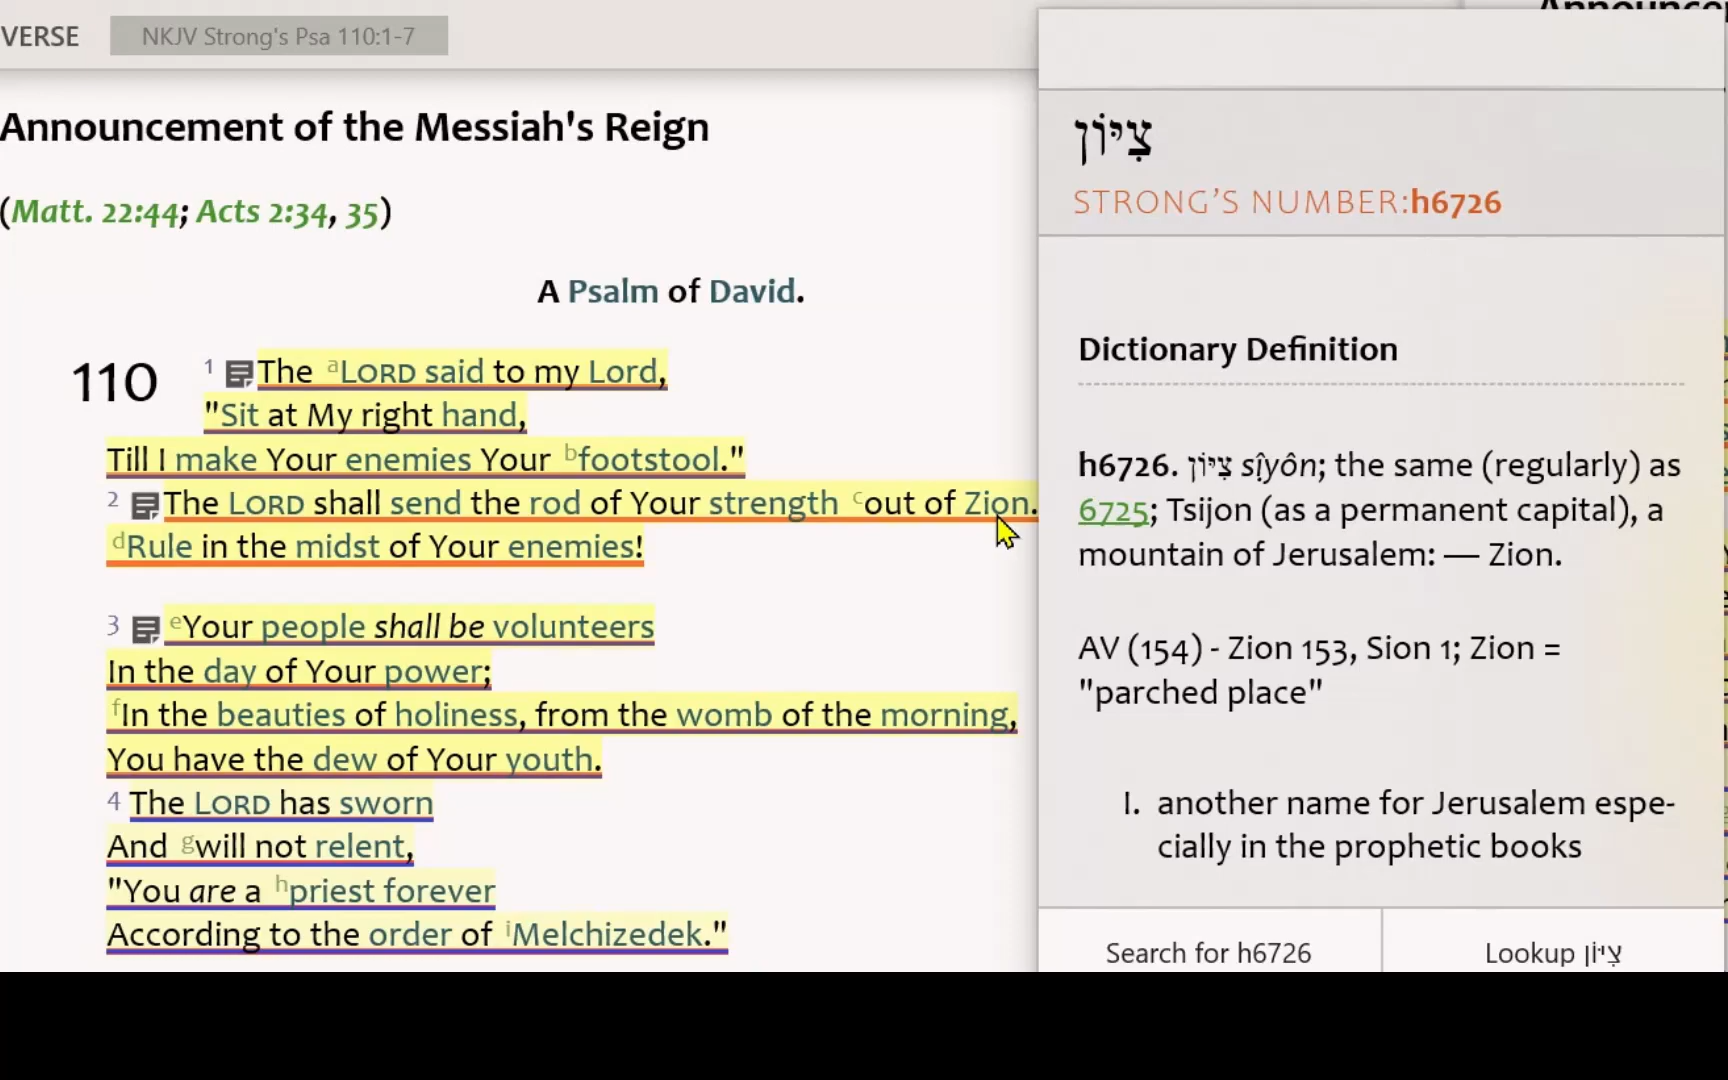 VERSE
NKJV Strong's Psa 110:1-7
Announcement of the Messiah's Reign
(Matt. 22:44; Acts 2:34, 35)
A Psalm of David.
110
1 The aLORD said to my Lord,
"Sit at My right hand,
Till I make Your enemies Your bfootstool."
2 The LORD shall send the rod of Your strength cout of Zion.
dRule in the midst of Your enemies!
3 eYour people shall be volunteers
In the day of Your power;
fIn the beauties of holiness, from the womb of the morning,
You have the dew of Your youth.
4 The LORD has sworn
And gwill not relent,
"You are a hpriest forever
According to the order of iMelchizedek."
צִיּוֹן
STRONG'S NUMBER:h6726
Dictionary Definition
h6726. צִיּוֹן ṣîyôn; the same (regularly) as
6725; Tsijon (as a permanent capital), a
mountain of Jerusalem: — Zion.
AV (154) - Zion 153, Sion 1; Zion =
"parched place"
I. another name for Jerusalem espe-
cially in the prophetic books
Search for h6726
Lookup צִיּוֹן